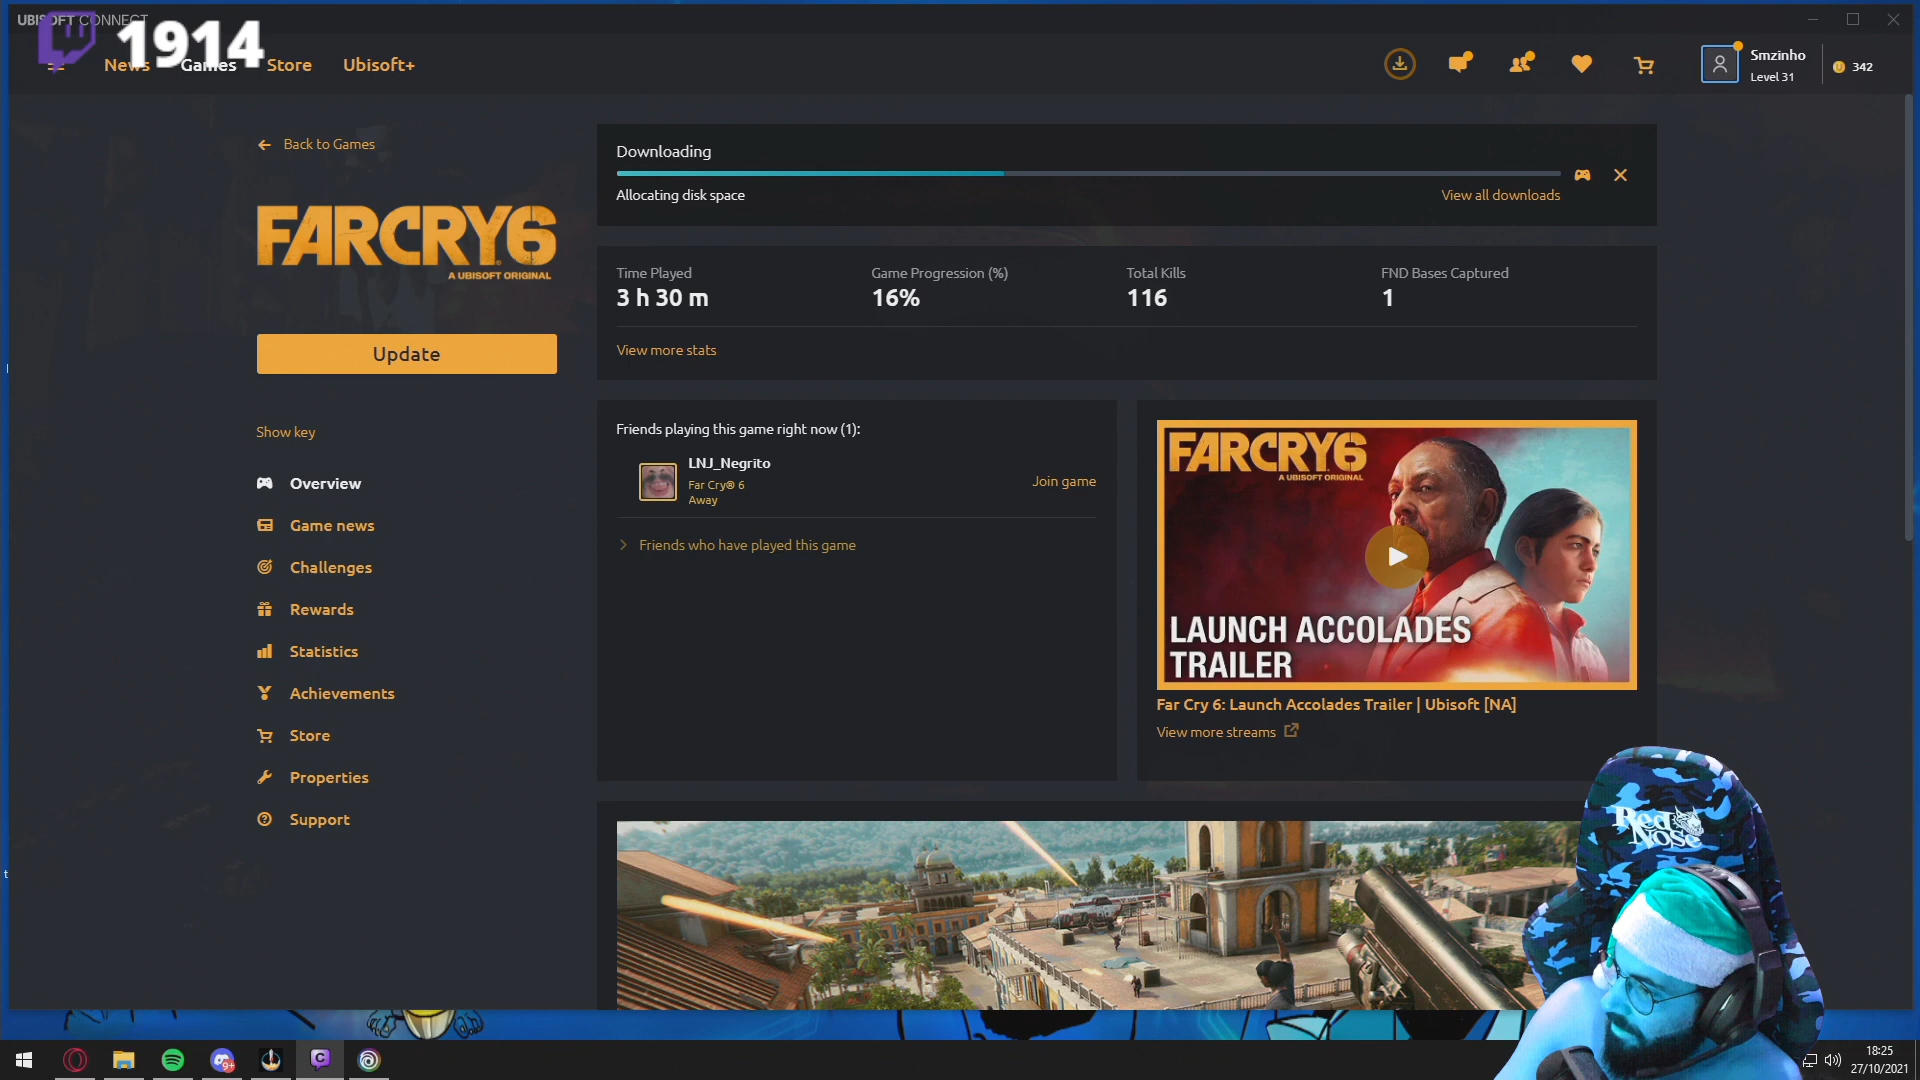 UBISOFT CONNECT
1914
News
Games
Store
Ubisoft+
Smzinho
Level 31
342
Back to Games
FARCRY6
A UBISOFT ORIGINAL
Update
Show key
Overview
Game news
Challenges
Rewards
Statistics
Achievements
Store
Properties
Support
Downloading
Allocating disk space
View all downloads
Time Played
3 h 30 m
Game Progression (%)
16%
Total Kills
116
FND Bases Captured
1
View more stats
Friends playing this game right now (1):
LNJ_Negrito
Far Cry® 6
Away
Join game
Friends who have played this game
FARCRY6
A UBISOFT ORIGINAL
LAUNCH ACCOLADES
TRAILER
Far Cry 6: Launch Accolades Trailer | Ubisoft [NA]
View more streams
Red
Nose
9+
18:25
27/10/2021